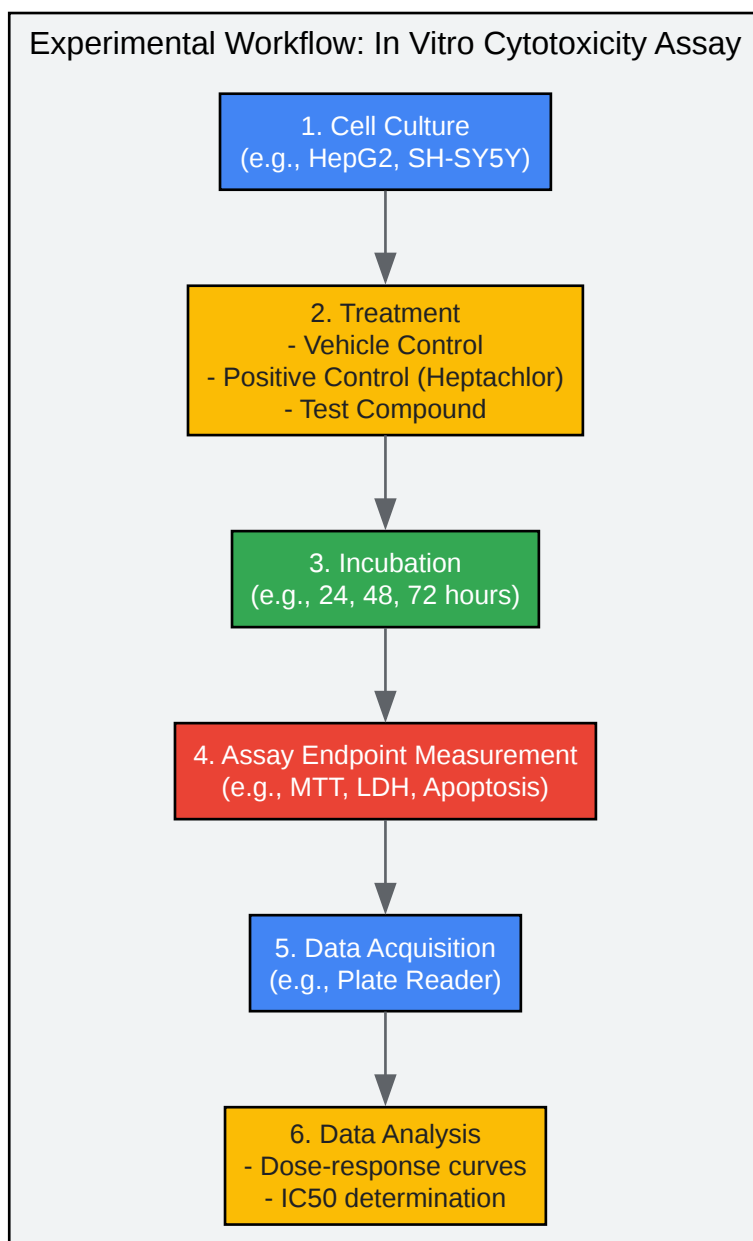 Experimental Workflow: In Vitro Cytotoxicity Assay
1. Cell Culture
(e.g., HepG2, SH-SY5Y)
2. Treatment
- Vehicle Control
- Positive Control (Heptachlor)
- Test Compound
3. Incubation
(e.g., 24, 48, 72 hours)
4. Assay Endpoint Measurement
(e.g., MTT, LDH, Apoptosis)
5. Data Acquisition
(e.g., Plate Reader)
6. Data Analysis
- Dose-response curves
- IC50 determination